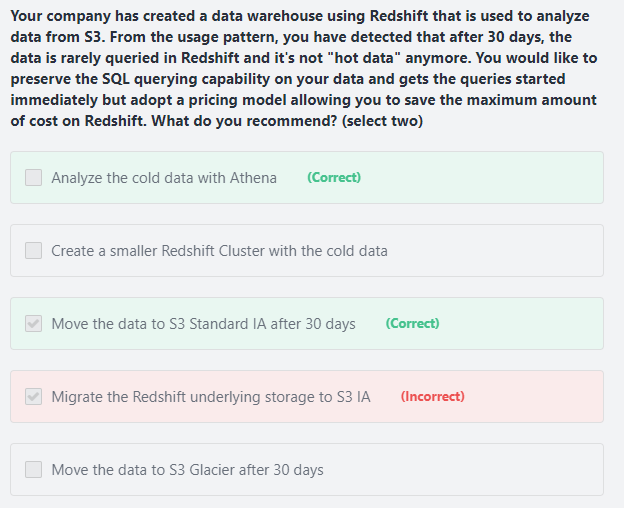 Your company has created a data warehouse using Redshift that is used to analyze
data from S3. From the usage pattern, you have detected that after 30 days, the
data is rarely queried in Redshift and it's not "hot data" anymore. You would like to
preserve the SQL querying capability on your data and gets the queries started
immediately but adopt a pricing model allowing you to save the maximum amount
of cost on Redshift. What do you recommend? (select two)
Analyze the cold data with Athena (Correct)
Create a smaller Redshift Cluster with the cold data
Move the data to S3 Standard IA after 30 days (Correct)
Migrate the Redshift underlying storage to S3 IA (Incorrect)
Move the data to S3 Glacier after 30 days